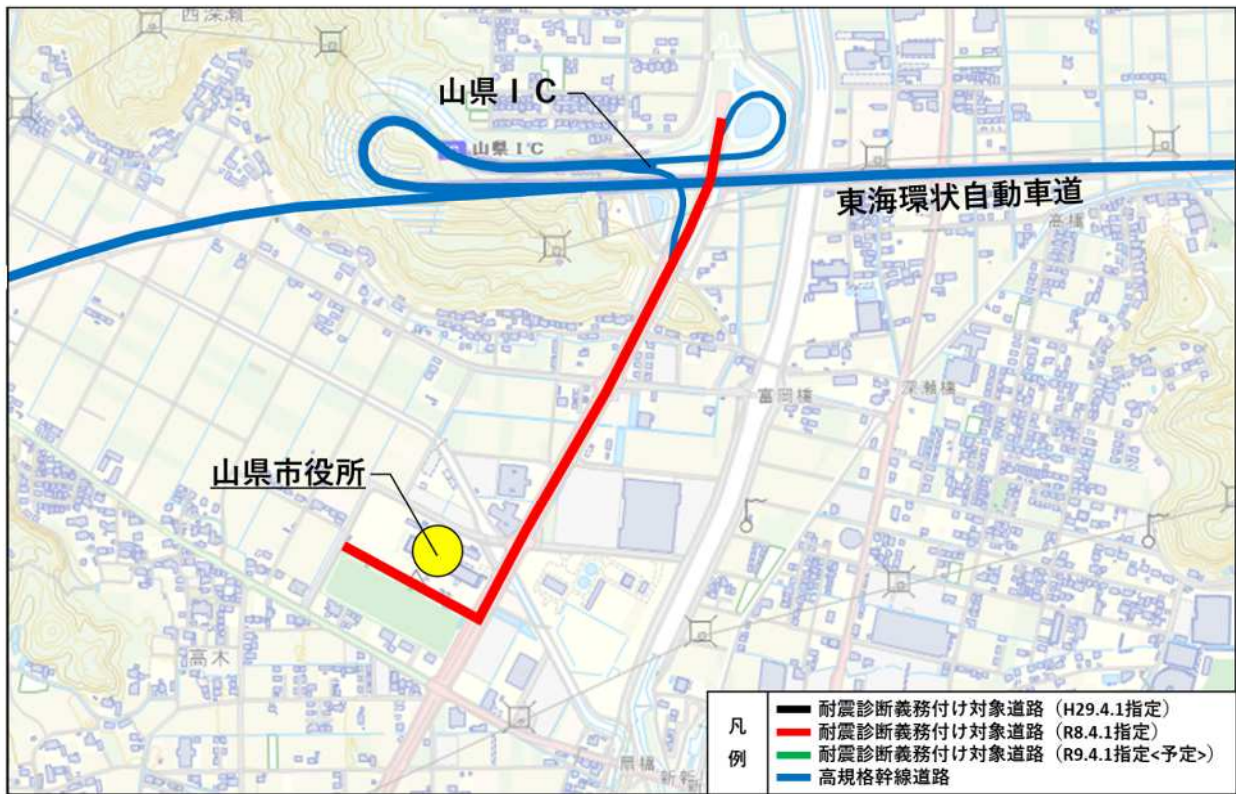 西深瀬
山県ＩＣ
山県 I C
東海環状自動車道
高橋
富岡橋
深瀬橋
山県市役所
高木
凡例
耐震診断義務付け対象道路（H29.4.1指定）
耐震診断義務付け対象道路（R8.4.1指定）
耐震診断義務付け対象道路（R9.4.1指定<予定>）
高規格幹線道路